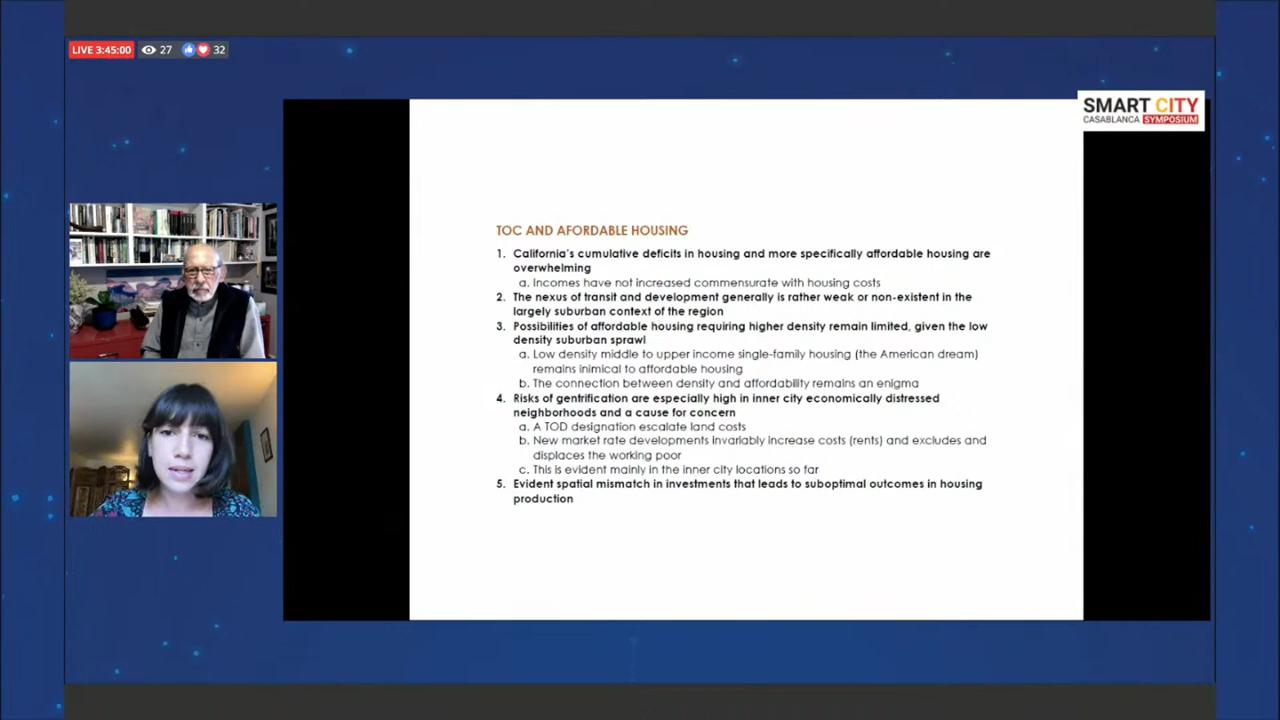 LIVE 3:45:00 27 32
SMART CITY
CASABLANCA SYMPOSIUM
TOC AND AFORDABLE HOUSING
1. California's cumulative deficits in housing and more specifically affordable housing are
overwhelming
a. Incomes have not increased commensurate with housing costs
2. The nexus of transit and development generally is rather weak or non-existent in the
largely suburban context of the region
3. Possibilities of affordable housing requiring higher density remain limited, given the low
density suburban sprawl
a. Low density middle to upper income single-family housing (the American dream)
remains inimical to affordable housing
b. The connection between density and affordability remains an enigma
4. Risks of gentrification are especially high in inner city economically distressed
neighborhoods and a cause for concern
a. A TOD designation escalate land costs
b. New market rate developments invariably increase costs (rents) and excludes and
displaces the working poor
c. This is evident mainly in the inner city locations so far
5. Evident spatial mismatch in investments that leads to suboptimal outcomes in housing
production